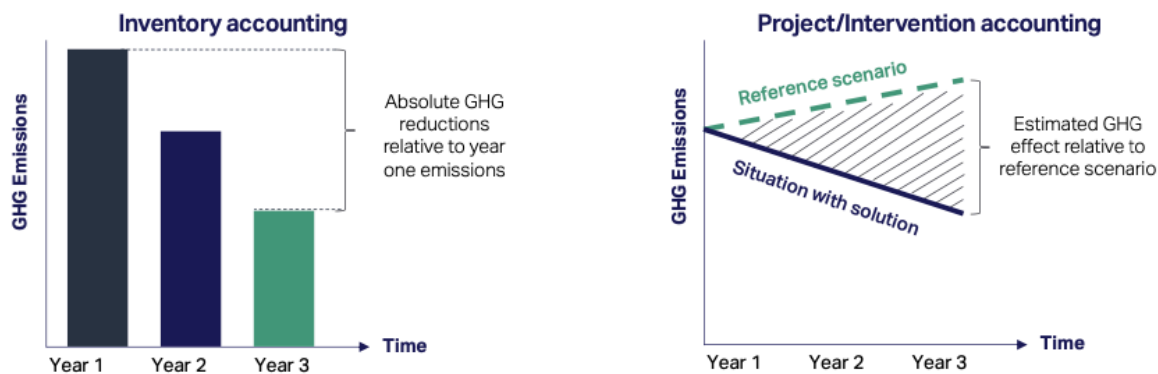 Inventory accounting
GHG Emissions
Absolute GHG
reductions
relative to year
one emissions
Time
Year 1
Year 2
Year 3
Project/Intervention accounting
GHG Emissions
Reference scenario
Situation with solution
Estimated GHG
effect relative to
reference scenario
Time
Year 1
Year 2
Year 3